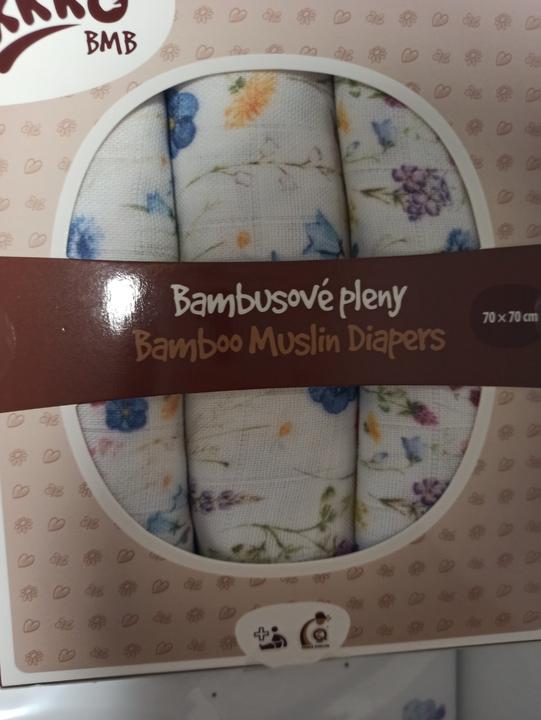 BMB
Bambusové pleny
Bamboo Muslin Diapers
70 × 70 cm